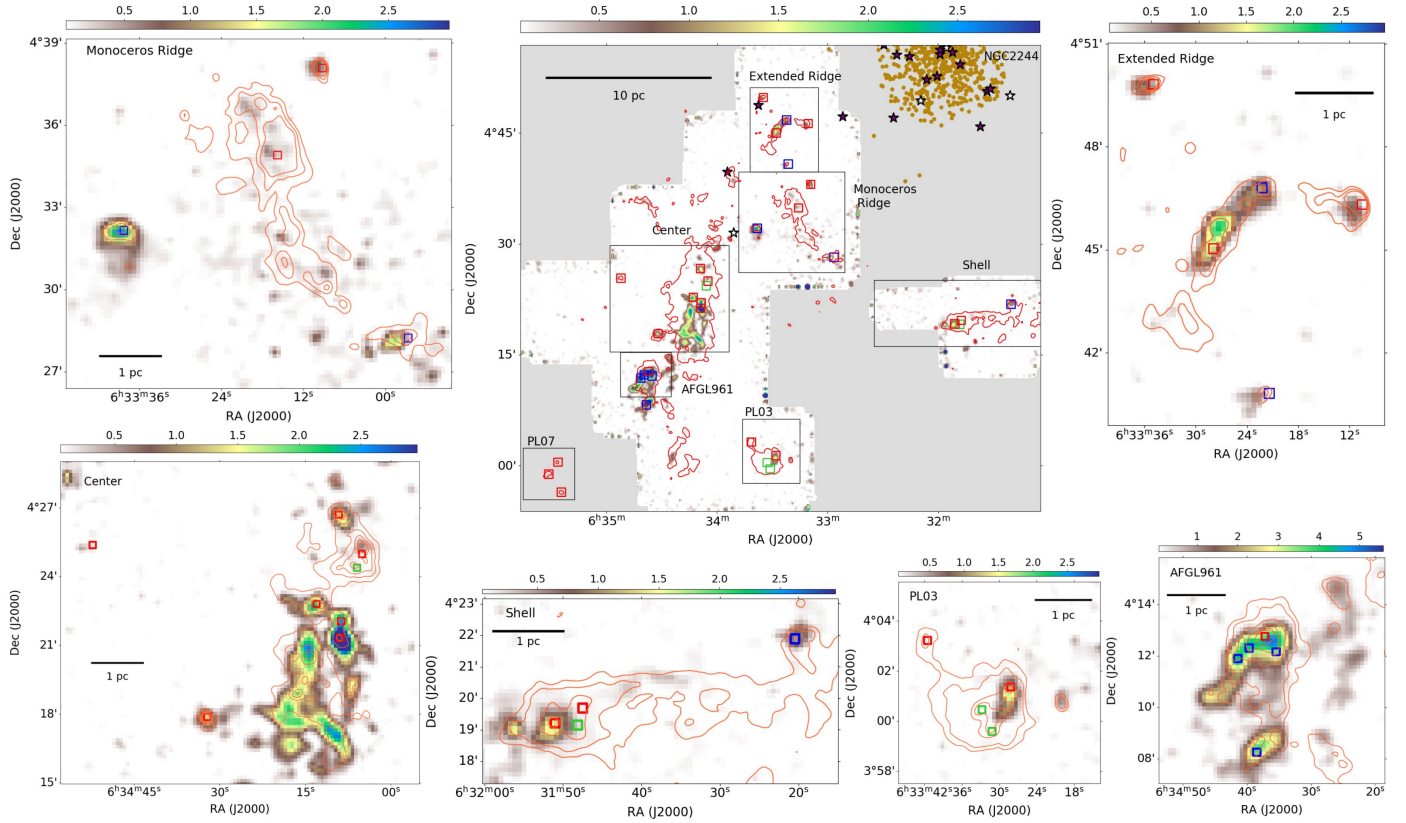 0.5 1.0 1.5 2.0 2.5
Monoceros Ridge
4°39'
36'
33'
30'
27'
Dec (J2000)
1 pc
6ʰ33ᵐ36ˢ 24ˢ 12ˢ 00ˢ
RA (J2000)
0.5 1.0 1.5 2.0 2.5
NGC2244
10 pc
Extended Ridge
Monoceros
Ridge
Center
Shell
AFGL961
PL03
PL07
4°45'
30'
15'
00'
Dec (J2000)
6ʰ35ᵐ 34ᵐ 33ᵐ 32ᵐ
RA (J2000)
0.5 1.0 1.5 2.0 2.5
4°51'
Extended Ridge
1 pc
48'
45'
42'
Dec (J2000)
6ʰ33ᵐ36ˢ 30ˢ 24ˢ 18ˢ 12ˢ
RA (J2000)
0.5 1.0 1.5 2.0 2.5
Center
4°27'
24'
21'
18'
15'
Dec (J2000)
1 pc
6ʰ34ᵐ45ˢ 30ˢ 15ˢ 00ˢ
RA (J2000)
0.5 1.0 1.5 2.0 2.5
4°23'
Shell
22'
1 pc
21'
20'
19'
18'
Dec (J2000)
6ʰ32ᵐ00ˢ 31ᵐ50ˢ 40ˢ 30ˢ 20ˢ
RA (J2000)
0.5 1.0 1.5 2.0 2.5
PL03
1 pc
4°04'
02'
00'
3°58'
Dec (J2000)
6ʰ33ᵐ42ˢ 36ˢ 30ˢ 24ˢ 18ˢ
RA (J2000)
1 2 3 4 5
AFGL961
4°14'
1 pc
12'
10'
08'
Dec (J2000)
6ʰ34ᵐ50ˢ 40ˢ 30ˢ 20ˢ
RA (J2000)